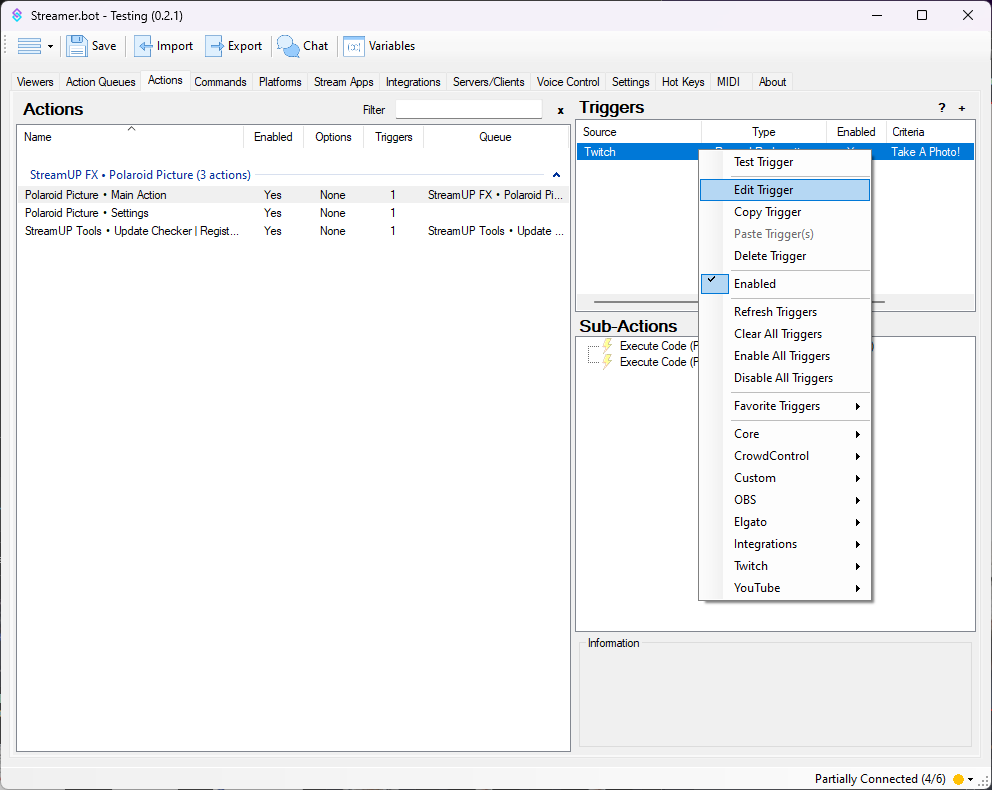 Streamer.bot - Testing (0.2.1)
Save Import Export Chat Variables
Viewers Action Queues Actions Commands Platforms Stream Apps Integrations Servers/Clients Voice Control Settings Hot Keys MIDI About
Actions
Filter
x
Name Enabled Options Triggers Queue
StreamUP FX • Polaroid Picture (3 actions)
Polaroid Picture • Main Action Yes None 1 StreamUP FX • Polaroid Pi...
Polaroid Picture • Settings Yes None 1
StreamUP Tools • Update Checker | Regist... Yes None 1 StreamUP Tools • Update ...
Triggers
? +
Source Type Enabled Criteria
Twitch Take A Photo!
Test Trigger
Edit Trigger
Copy Trigger
Paste Trigger(s)
Delete Trigger
Enabled
Refresh Triggers
Clear All Triggers
Enable All Triggers
Disable All Triggers
Favorite Triggers
Core
CrowdControl
Custom
OBS
Elgato
Integrations
Twitch
YouTube
Sub-Actions
Execute Code (
Execute Code (
Information
Partially Connected (4/6)